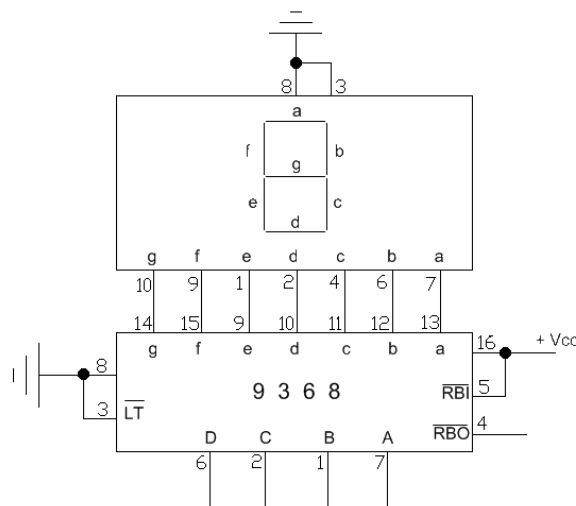 8 3
a
f b
g
e c
d
g f e d c b a
10 9 1 2 4 6 7
14 15 9 10 11 12 13
g f e d c b a
16 + Vcc
8
9 3 6 8
RBI 5
3 LT
RBO 4
D C B A
6 2 1 7